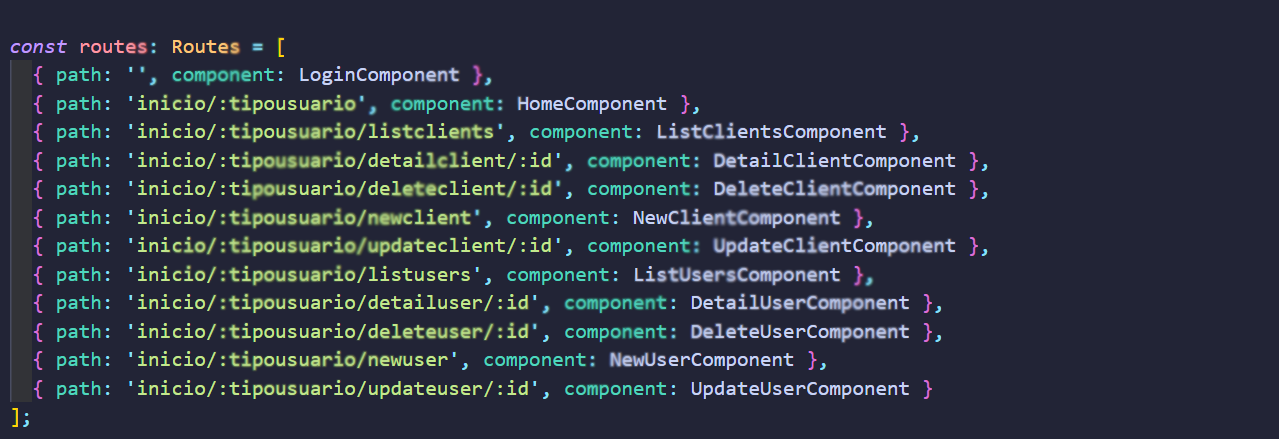 const routes: Routes = [
{ path: '', component: LoginComponent },
{ path: 'inicio/:tipousuario', component: HomeComponent },
{ path: 'inicio/:tipousuario/listclients', component: ListClientsComponent },
{ path: 'inicio/:tipousuario/detailclient/:id', component: DetailClientComponent },
{ path: 'inicio/:tipousuario/deleteclient/:id', component: DeleteClientComponent },
{ path: 'inicio/:tipousuario/newclient', component: NewClientComponent },
{ path: 'inicio/:tipousuario/updateclient/:id', component: UpdateClientComponent },
{ path: 'inicio/:tipousuario/listusers', component: ListUsersComponent },
{ path: 'inicio/:tipousuario/detailuser/:id', component: DetailUserComponent },
{ path: 'inicio/:tipousuario/deleteuser/:id', component: DeleteUserComponent },
{ path: 'inicio/:tipousuario/newuser', component: NewUserComponent },
{ path: 'inicio/:tipousuario/updateuser/:id', component: UpdateUserComponent }
];